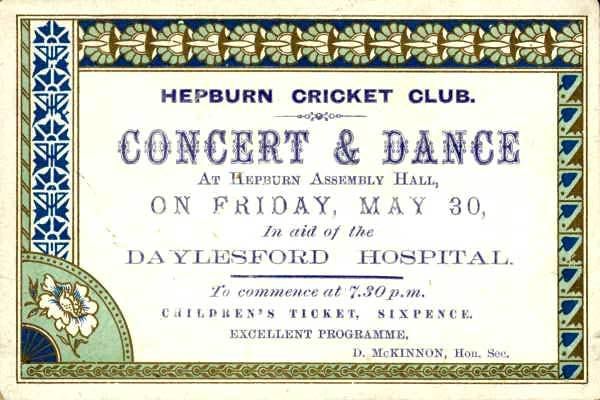 HEPBURN CRICKET CLUB.
CONCERT & DANCE
AT HEPBURN ASSEMBLY HALL,
ON FRIDAY, MAY 30,
In aid of the
DAYLESFORD HOSPITAL.
To commence at 7.30 p.m.
CHILDREN'S TICKET, SIXPENCE.
EXCELLENT PROGRAMME,
D. McKINNON, Hon. Sec.